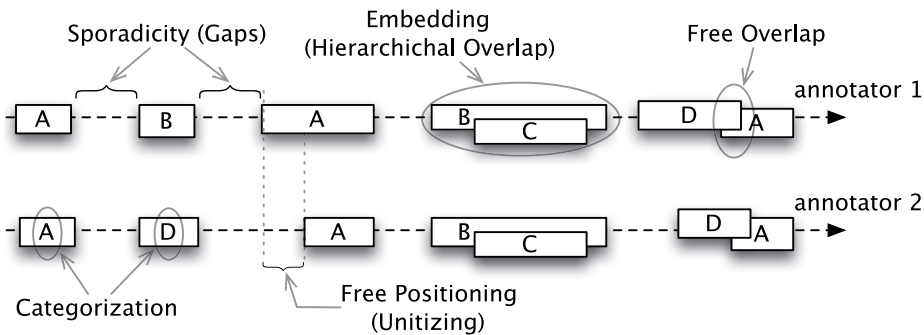 Embedding
(Hierarchichal Overlap)
Sporadicity (Gaps)
Free Overlap
annotator 1
A B A B C D A
annotator 2
A D A B C D A
Categorization
Free Positioning
(Unitizing)